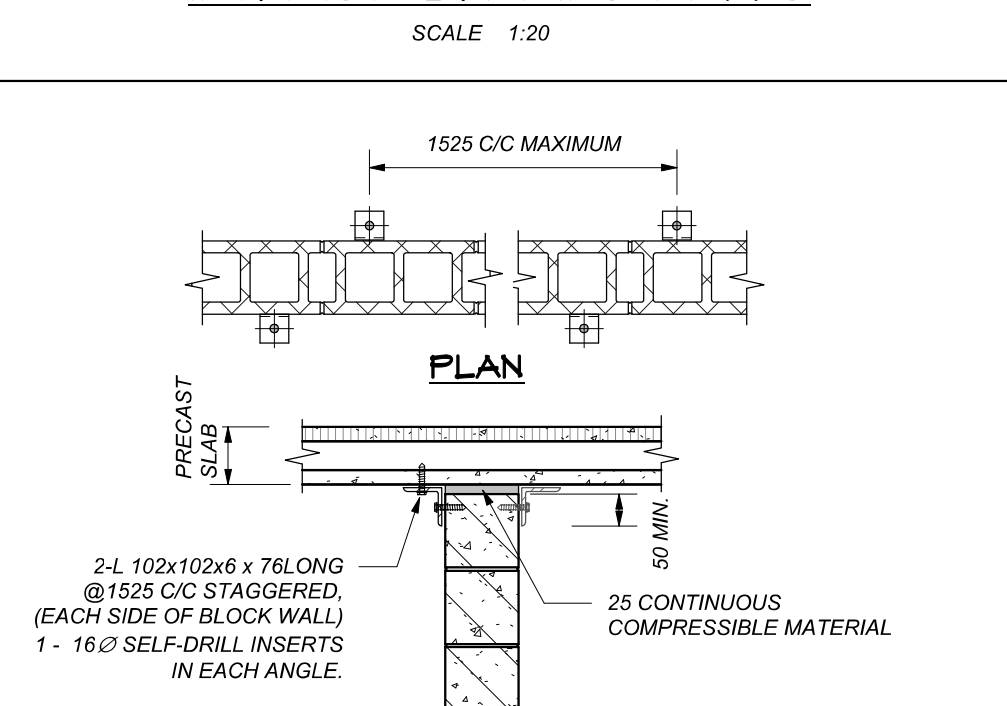 SCALE 1:20
1525 C/C MAXIMUM
PLAN
PRECAST
SLAB
50 MIN.
2-L 102x102x6 x 76LONG
@1525 C/C STAGGERED,
(EACH SIDE OF BLOCK WALL)
1 - 16Ø SELF-DRILL INSERTS
IN EACH ANGLE.
25 CONTINUOUS
COMPRESSIBLE MATERIAL